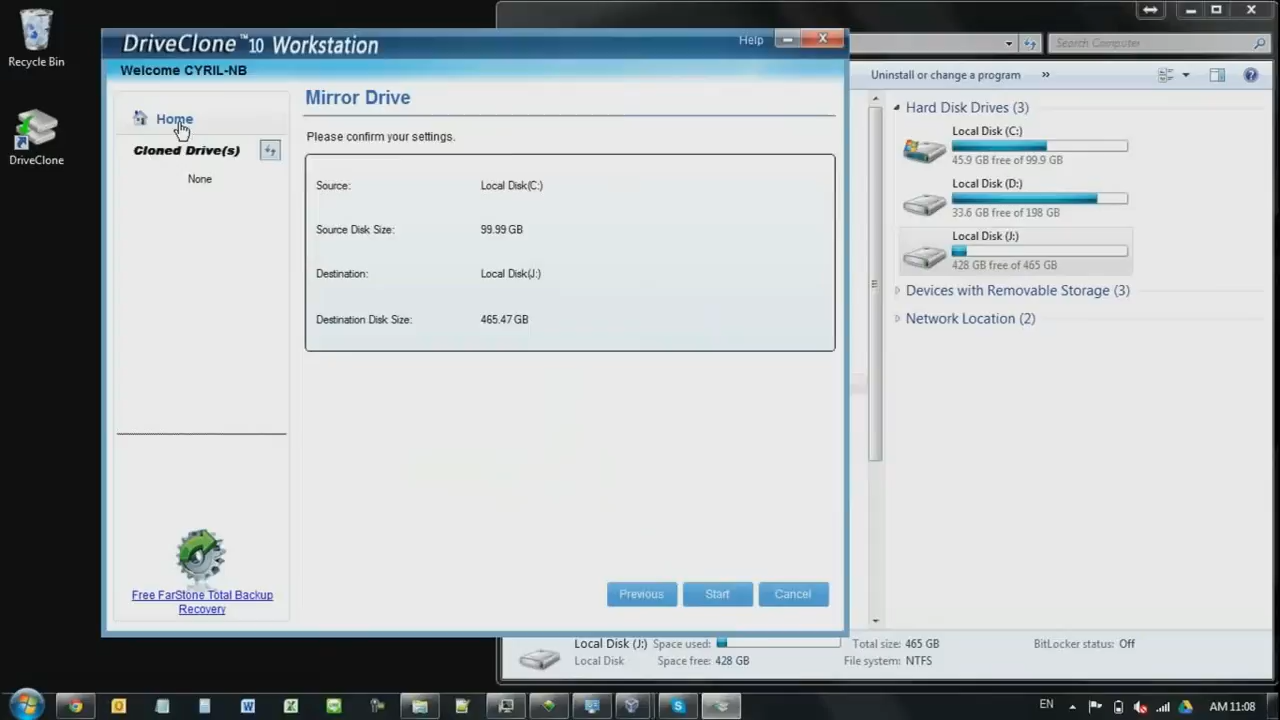 Recycle Bin
DriveClone
DriveClone™10 Workstation
Help
Welcome CYRIL-NB
Home
Cloned Drive(s)
None
Free FarStone Total Backup
Recovery
Mirror Drive
Please confirm your settings.
Source: Local Disk(C:)
Source Disk Size: 99.99 GB
Destination: Local Disk(J:)
Destination Disk Size: 465.47 GB
Previous Start Cancel
Search Computer
Uninstall or change a program »
Hard Disk Drives (3)
Local Disk (C:)
45.9 GB free of 99.9 GB
Local Disk (D:)
33.6 GB free of 198 GB
Local Disk (J:)
428 GB free of 465 GB
Devices with Removable Storage (3)
Network Location (2)
Local Disk (J:) Space used: Total size: 465 GB BitLocker status: Off
Local Disk Space free: 428 GB File system: NTFS
EN AM 11:08